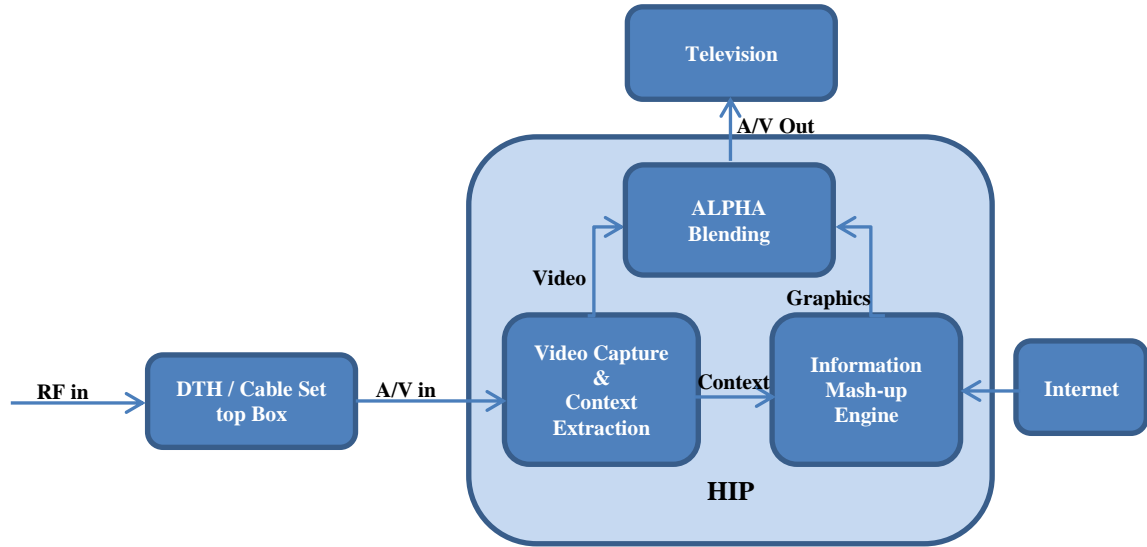 Television
A/V Out
ALPHA
Blending
Video
Graphics
Video Capture
&
Context
Extraction
Context
Information
Mash-up
Engine
Internet
RF in
DTH / Cable Set
top Box
A/V in
HIP